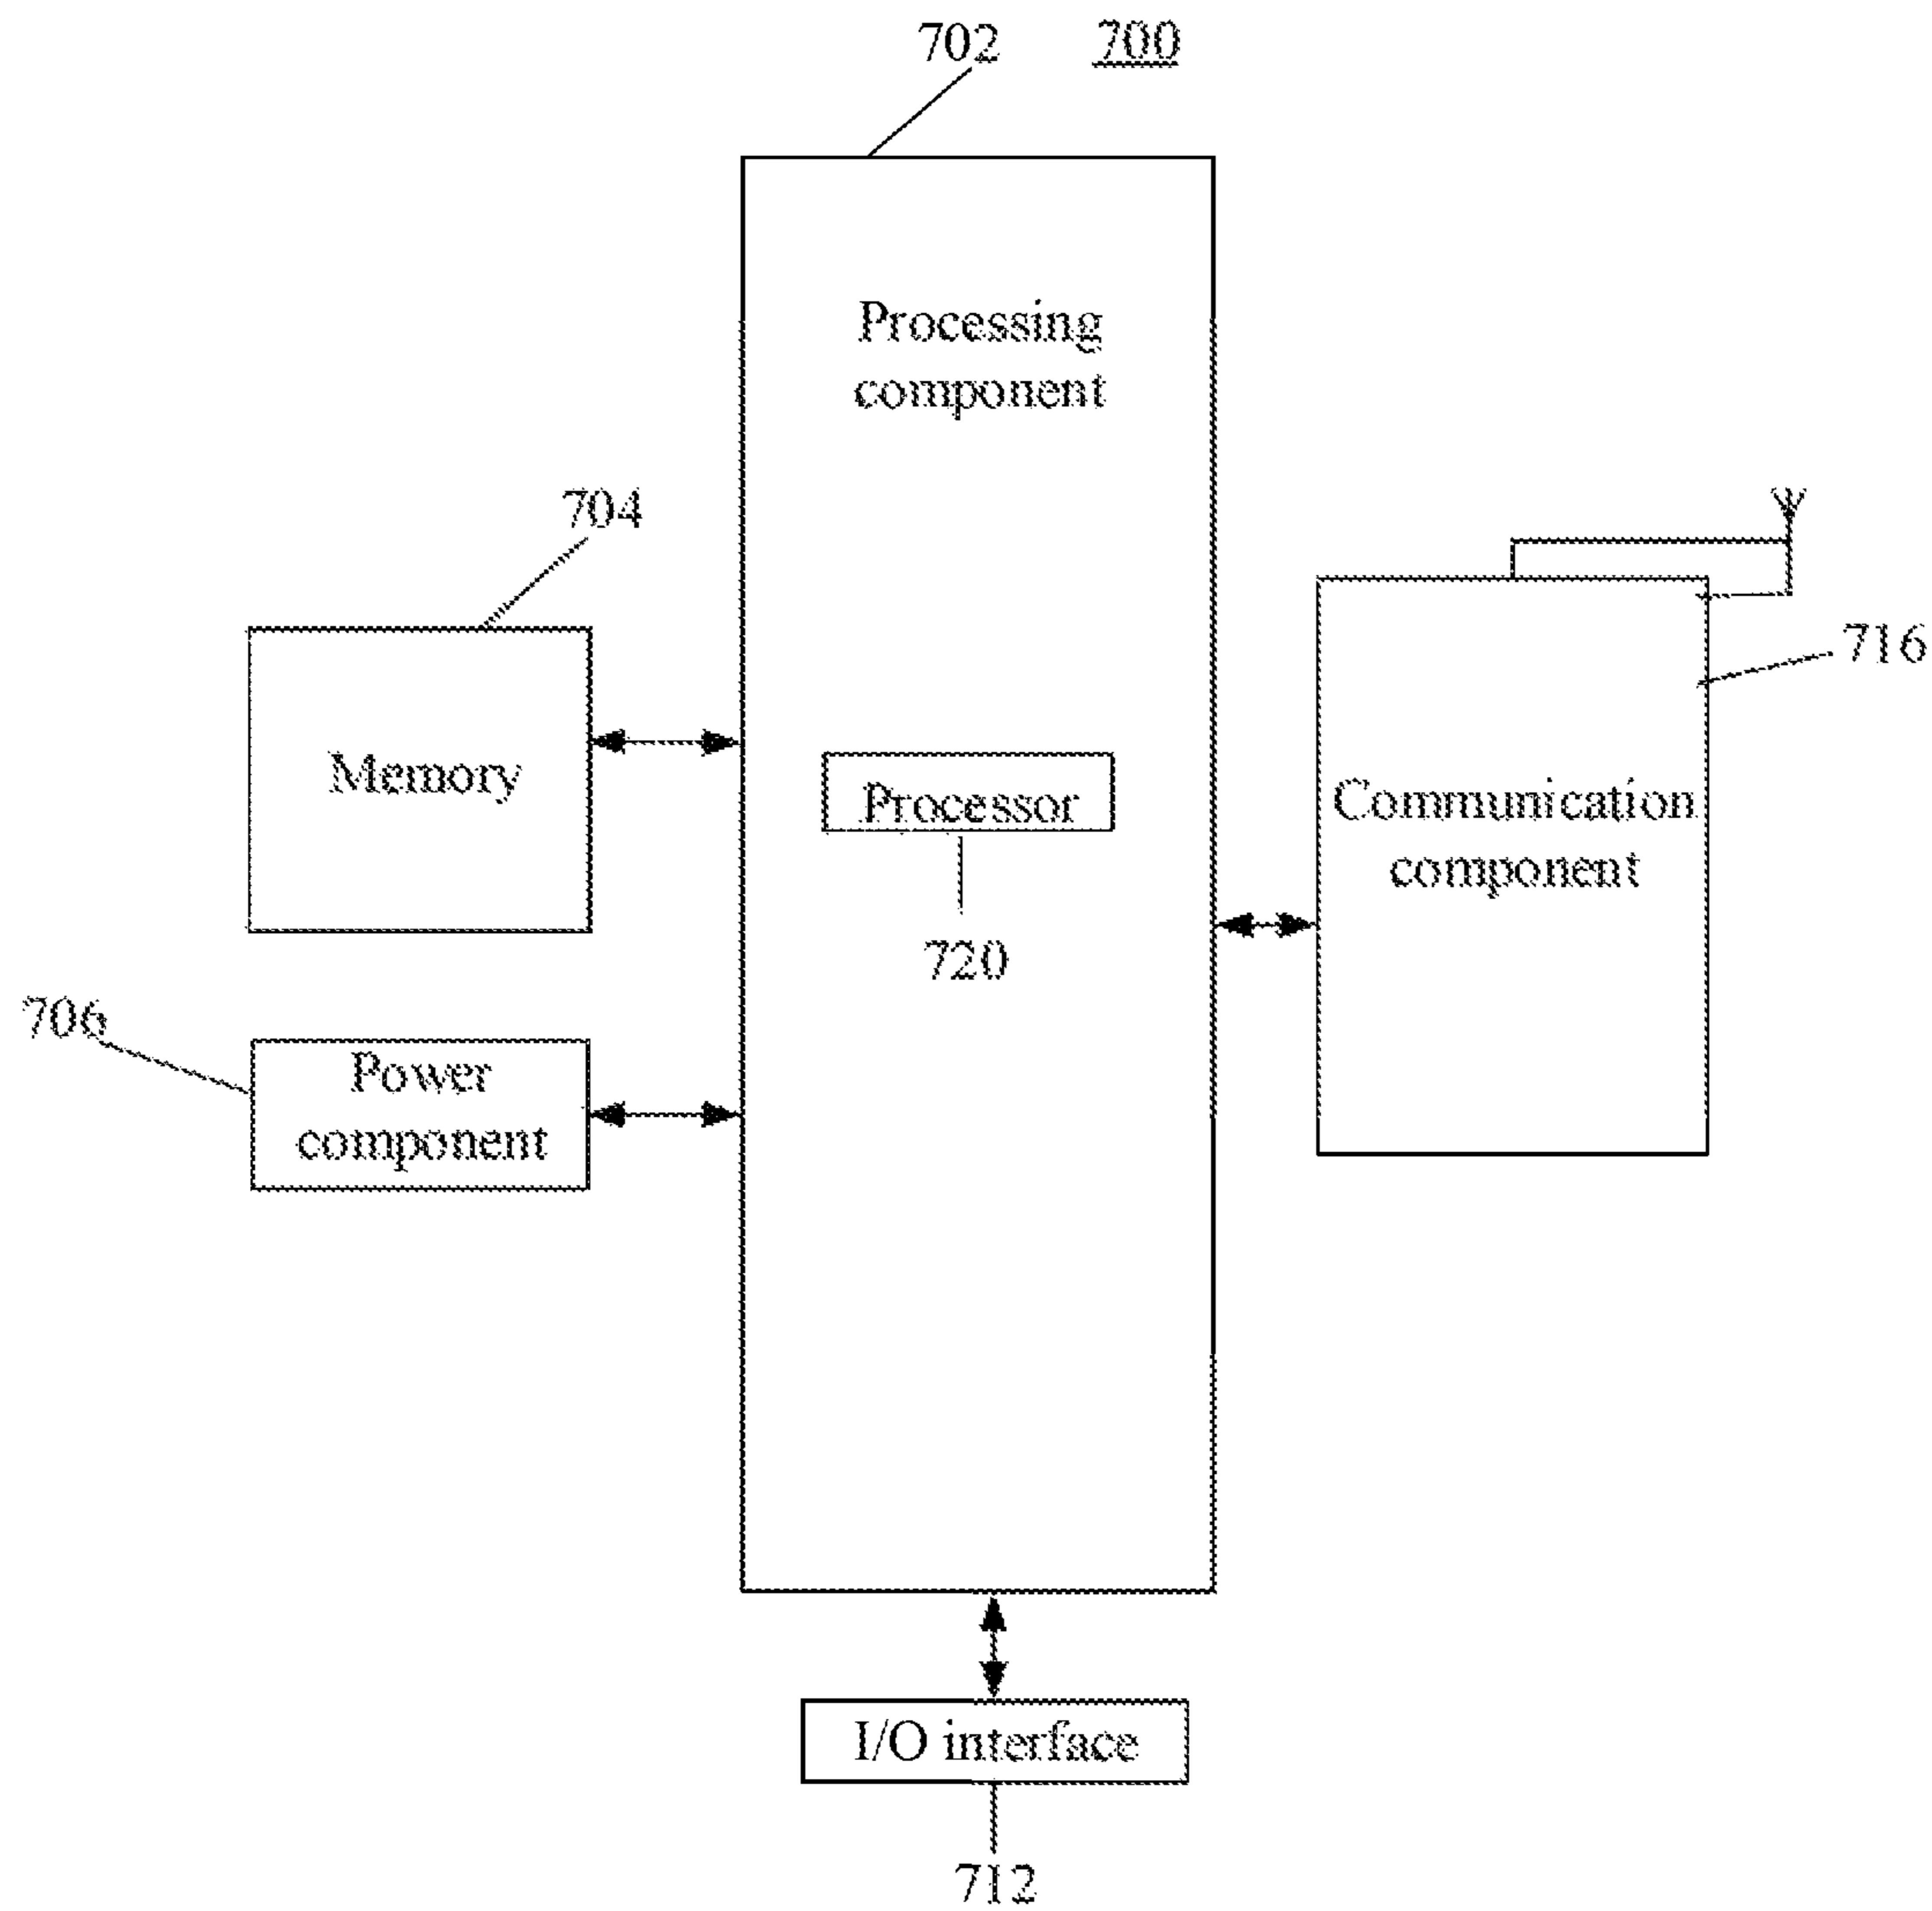 702
700
Processing
component
704
716
Memory
Processor
Communication
component
720
706
Power
component
I/O interface
712